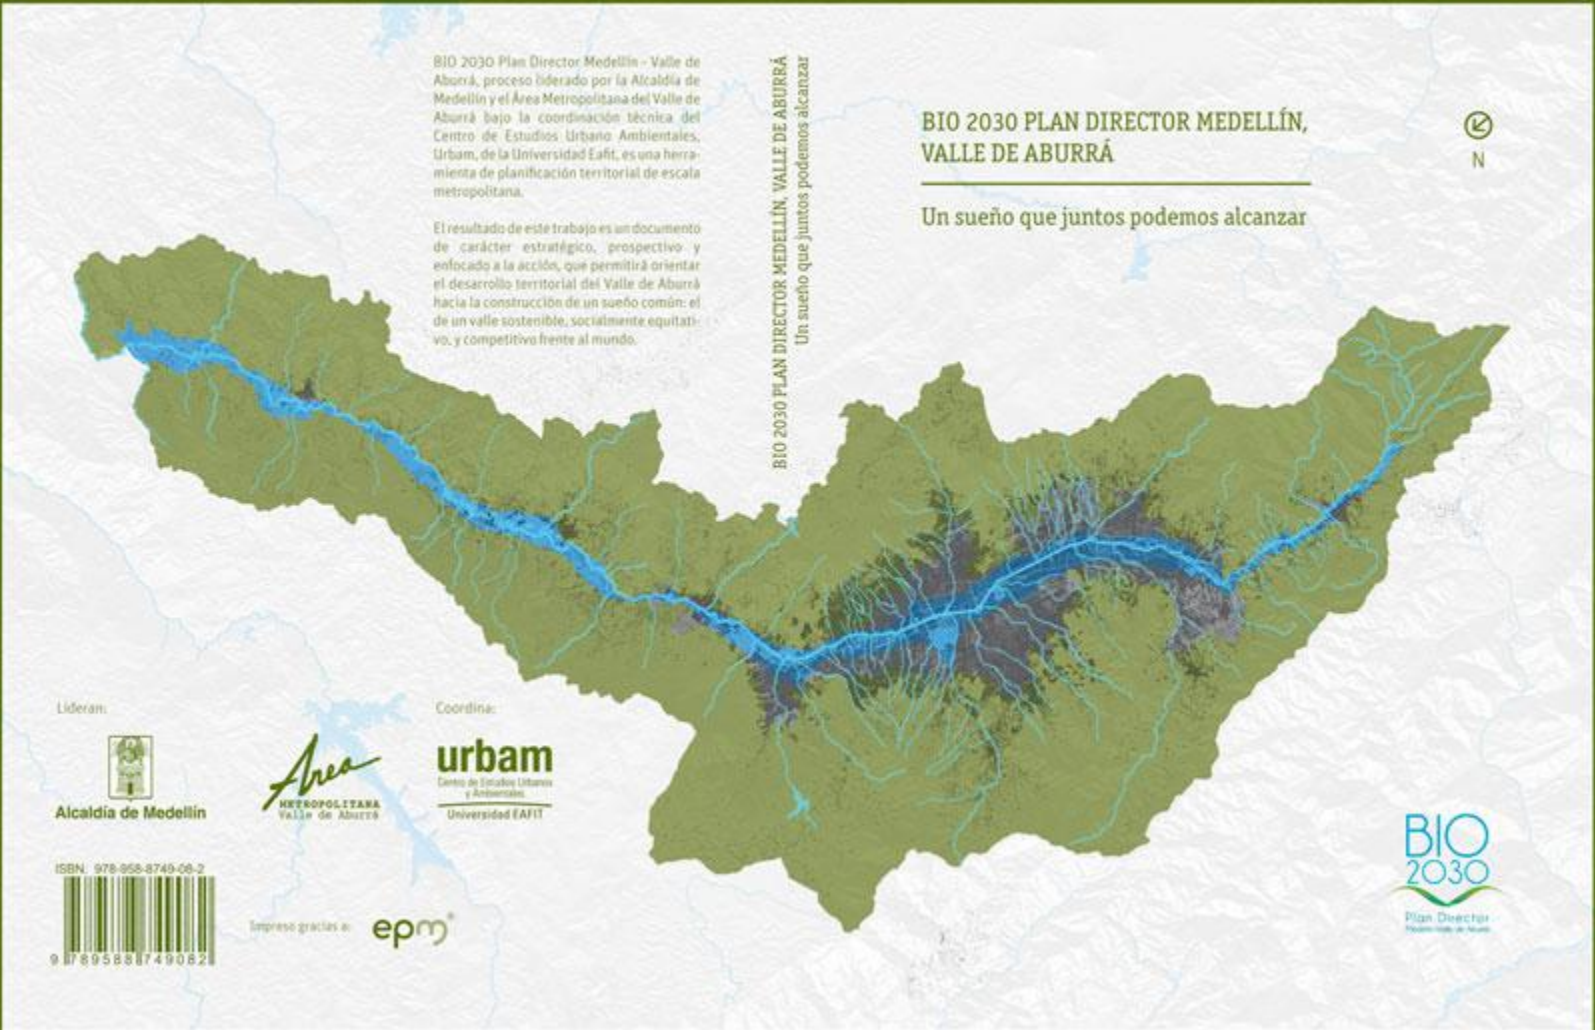 BIO 2030 Plan Director Medellín - Valle de
Aburrá, proceso liderado por la Alcaldía de
Medellín y el Área Metropolitana del Valle de
Aburrá bajo la coordinación técnica del
Centro de Estudios Urbano Ambientales,
Urbam, de la Universidad Eafit, es una herra-
mienta de planificación territorial de escala
metropolitana.
El resultado de este trabajo es un documento
de carácter estratégico, prospectivo y
enfocado a la acción, que permitirá orientar
el desarrollo territorial del Valle de Aburrá
hacia la construcción de un sueño común: el
de un valle sostenible, socialmente equitati-
vo, y competitivo frente al mundo.
Lideran:
Alcaldía de Medellín
Area
METROPOLITANA
Valle de Aburrá
Coordina:
urbam
Centro de Estudios Urbanos
y Ambientales
Universidad EAFIT
ISBN: 978-958-8749-08-2
9 789588 749082
Impreso gracias a:
epm®
BIO 2030 PLAN DIRECTOR MEDELLÍN, VALLE DE ABURRÁ
Un sueño que juntos podemos alcanzar
BIO 2030 PLAN DIRECTOR MEDELLÍN,
VALLE DE ABURRÁ
Un sueño que juntos podemos alcanzar
N
BIO
2030
Plan Director
Medellín Valle de Aburrá